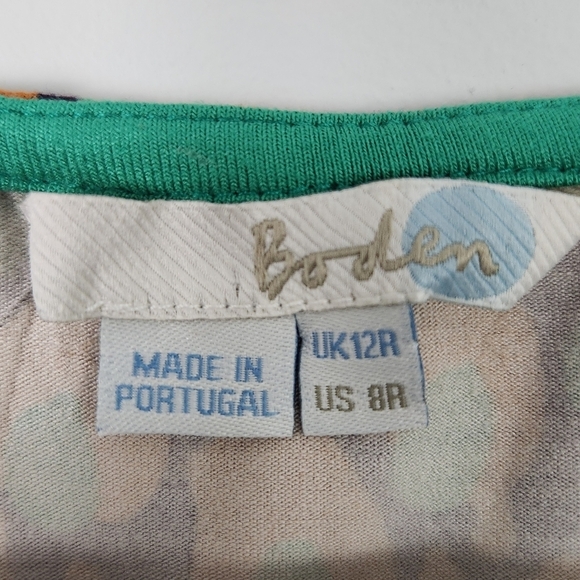 Boden
MADE IN
PORTUGAL
UK12R
US 8R